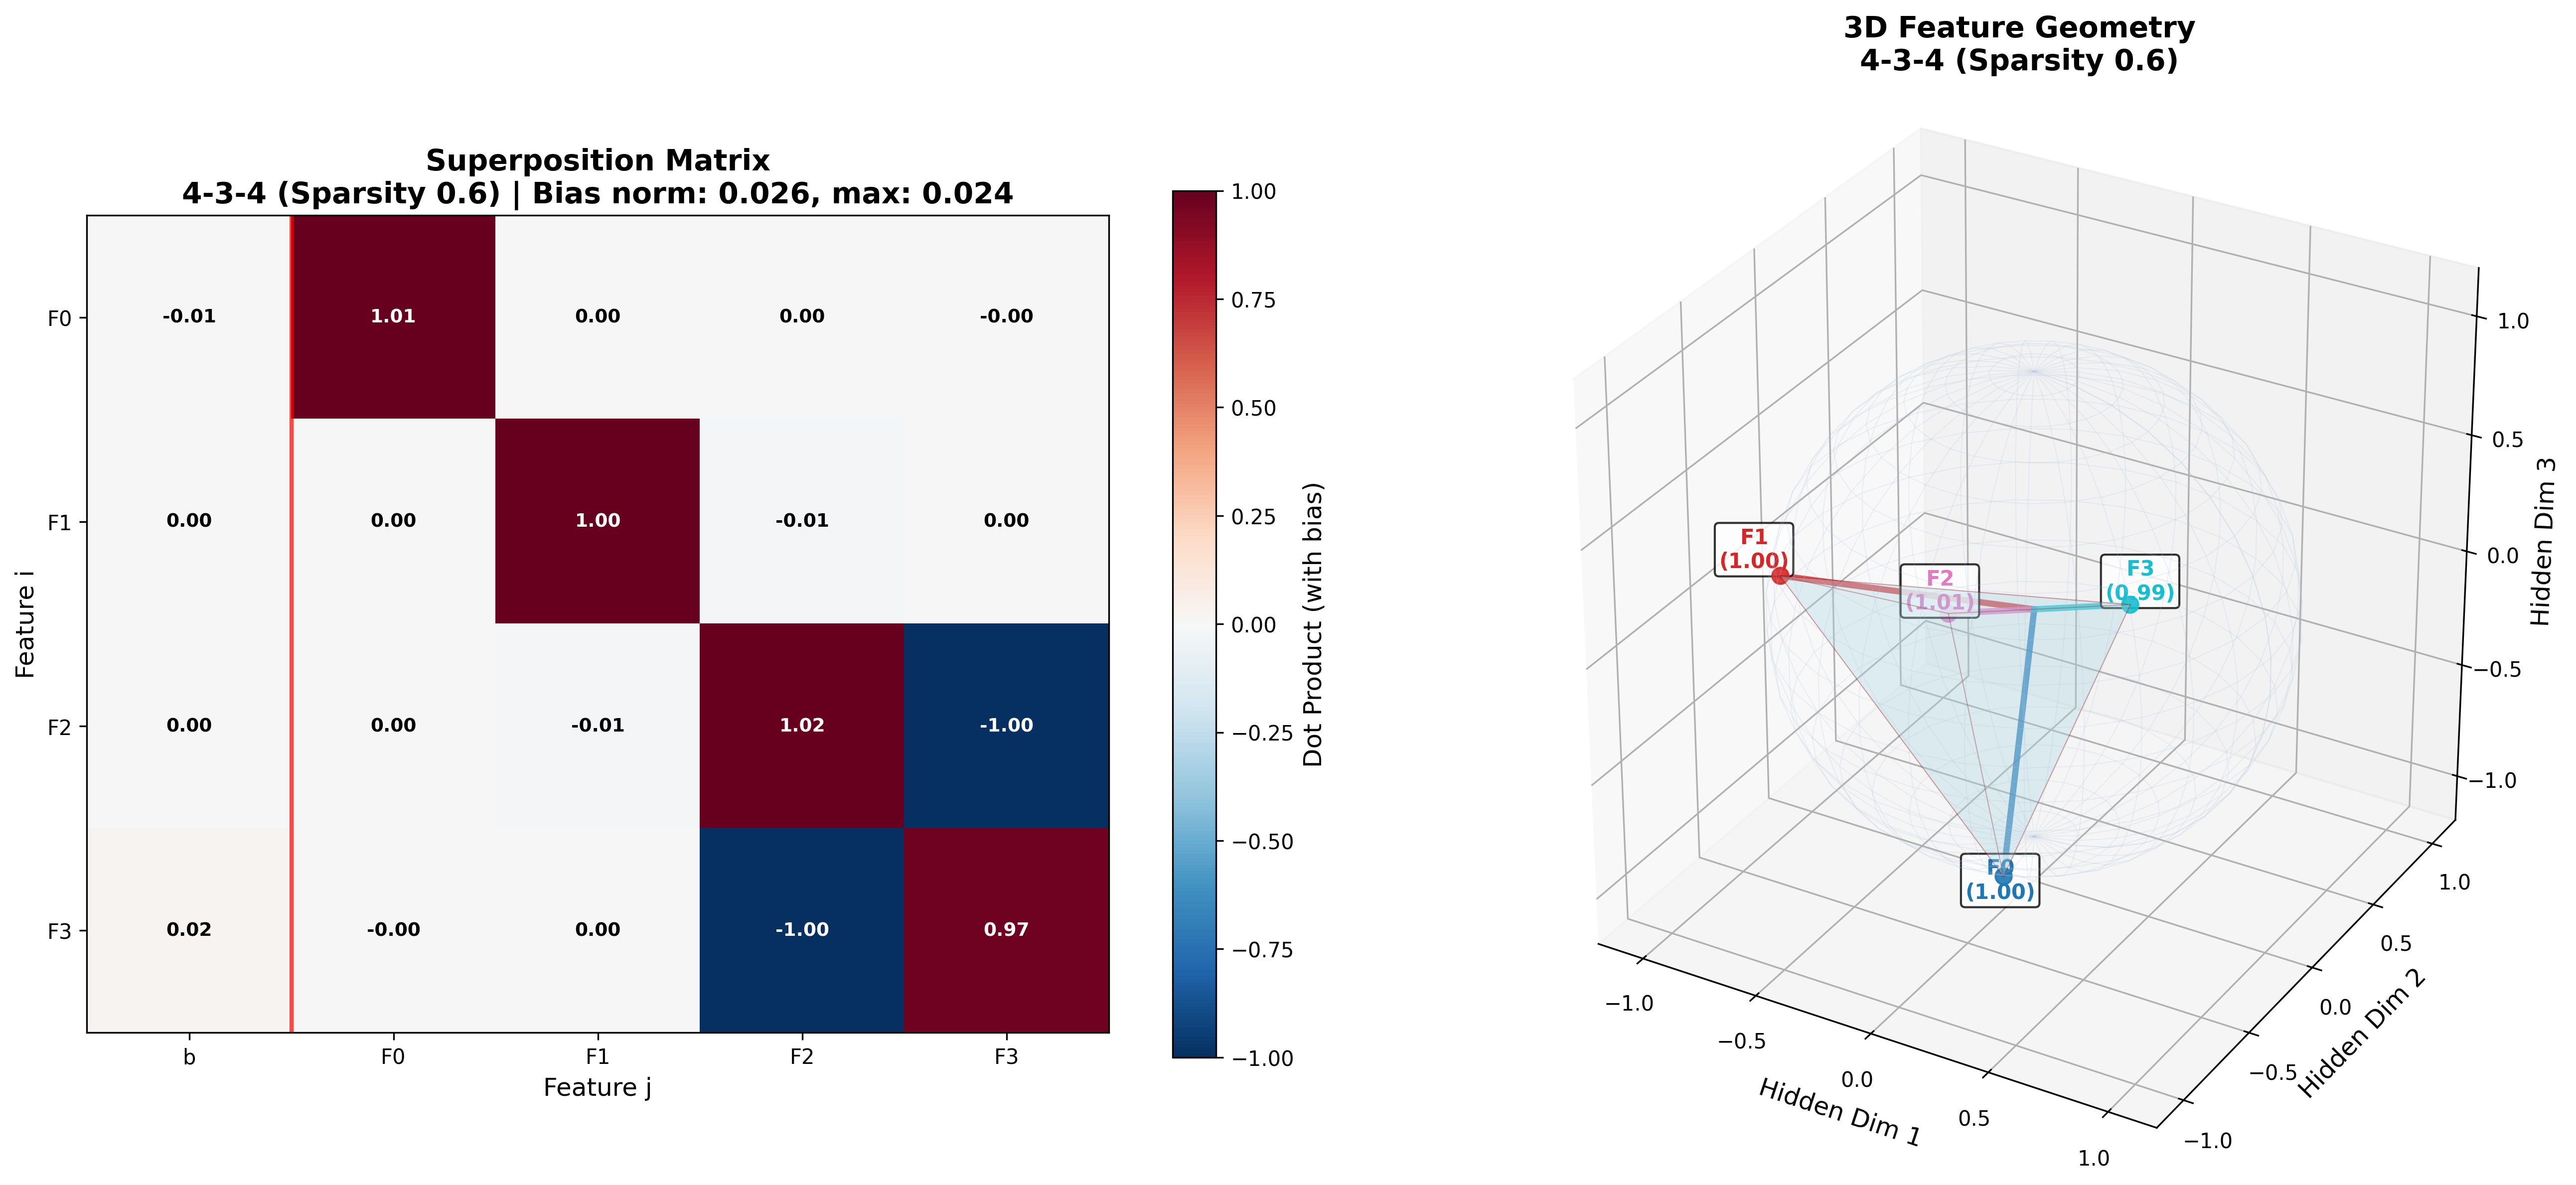 Superposition Matrix
4-3-4 (Sparsity 0.6) | Bias norm: 0.026, max: 0.024
F0
-0.01
1.01
0.00
0.00
-0.00
F1
0.00
0.00
1.00
-0.01
0.00
F2
0.00
0.00
-0.01
1.02
-1.00
F3
0.02
-0.00
0.00
-1.00
0.97
b
F0
F1
F2
F3
Feature j
Feature i
1.00
0.75
0.50
0.25
0.00
−0.25
−0.50
−0.75
−1.00
Dot Product (with bias)
3D Feature Geometry
4-3-4 (Sparsity 0.6)
F1
(1.00)
F2
(1.01)
F3
(0.99)
F0
(1.00)
1.0
0.5
0.0
−0.5
−1.0
Hidden Dim 3
−1.0
−0.5
0.0
0.5
1.0
Hidden Dim 1
1.0
0.5
0.0
−0.5
−1.0
Hidden Dim 2